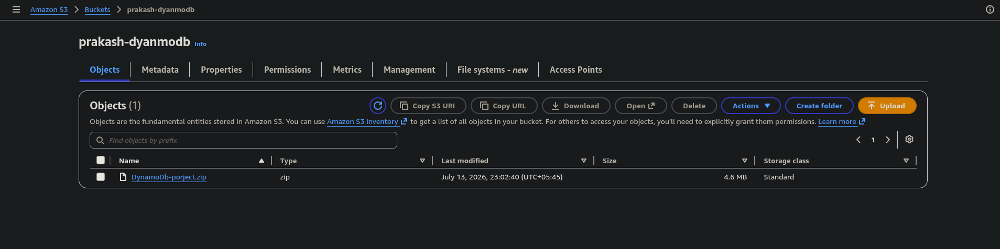 Amazon S3 > Buckets > prakash-dyanmodb
prakash-dyanmodb Info
Objects Metadata Properties Permissions Metrics Management File systems - new Access Points
Objects (1) Copy S3 URI Copy URL Download Open Delete Actions Create folder Upload
Objects are the fundamental entities stored in Amazon S3. You can use Amazon S3 inventory to get a list of all objects in your bucket. For others to access your objects, you'll need to explicitly grant them permissions. Learn more
Find objects by prefix 1
Name Type Last modified Size Storage class
DynamoDb-porject.zip zip July 13, 2026, 23:02:40 (UTC+05:45) 4.6 MB Standard